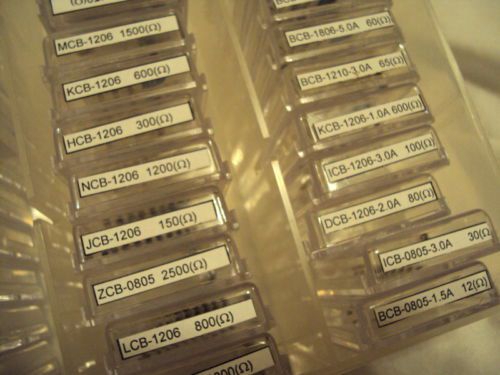 MCB-1206 1500(Ω)
KCB-1206 600(Ω)
HCB-1206 300(Ω)
NCB-1206 1200(Ω)
JCB-1206 150(Ω)
ZCB-0805 2500(Ω)
LCB-1206 800(Ω)
BCB-1806-5.0A 60(Ω)
BCB-1210-3.0A 65(Ω)
KCB-1206-1.0A 600(Ω)
ICB-1206-3.0A 100(Ω)
DCB-1206-2.0A 80(Ω)
ICB-0805-3.0A 30(Ω
BCB-0805-1.5A 12(Ω)